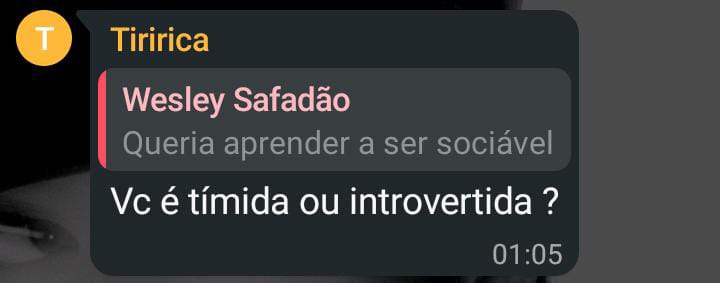 T
Tiririca
Wesley Safadão
Queria aprender a ser sociável
Vc é tímida ou introvertida ?
01:05